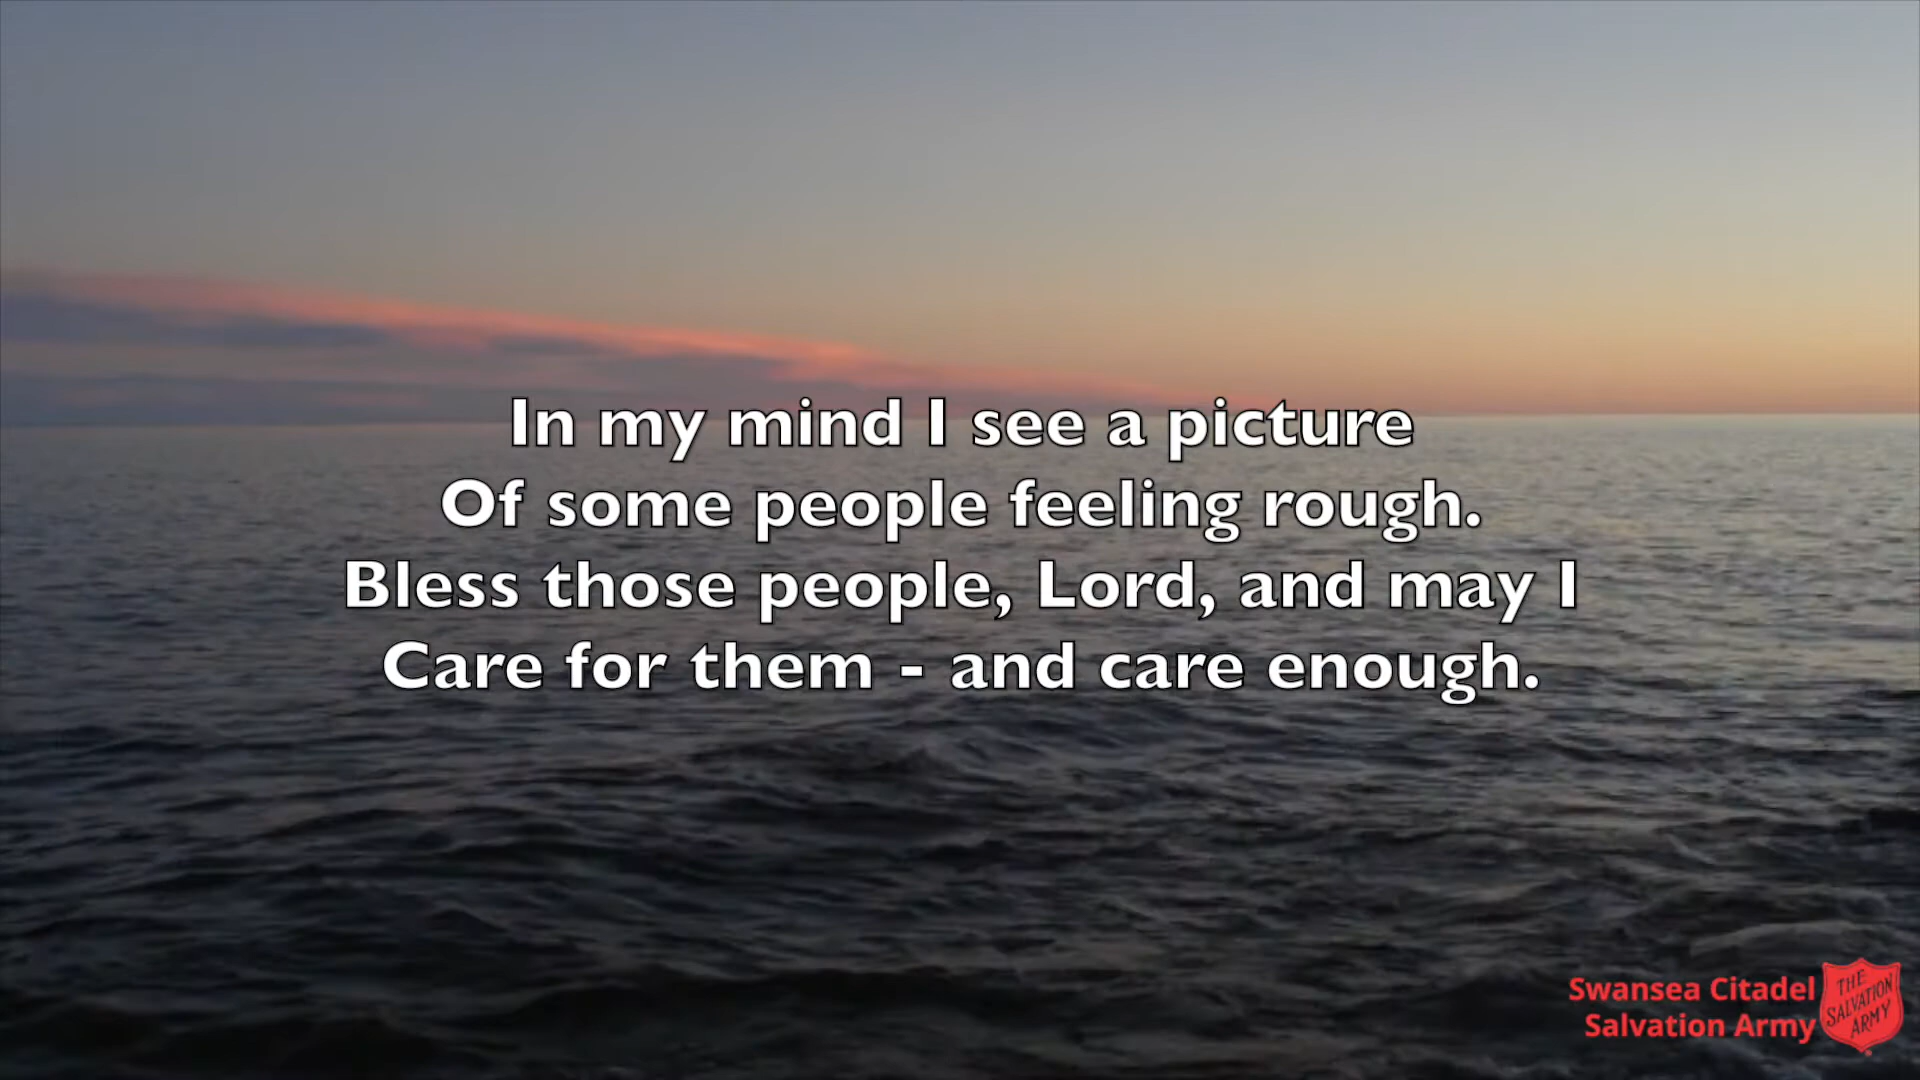 In my mind I see a picture
Of some people feeling rough.
Bless those people, Lord, and may I
Care for them - and care enough.
Swansea Citadel
Salvation Army
THE
SALVATION
ARMY